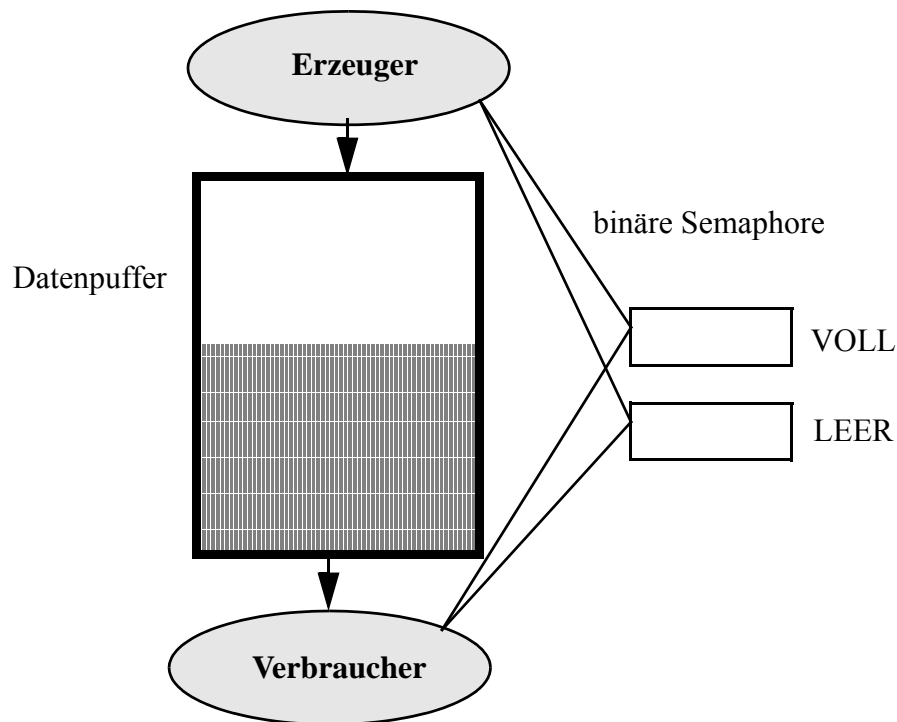 Erzeuger
binäre Semaphore
Datenpuffer
VOLL
LEER
Verbraucher